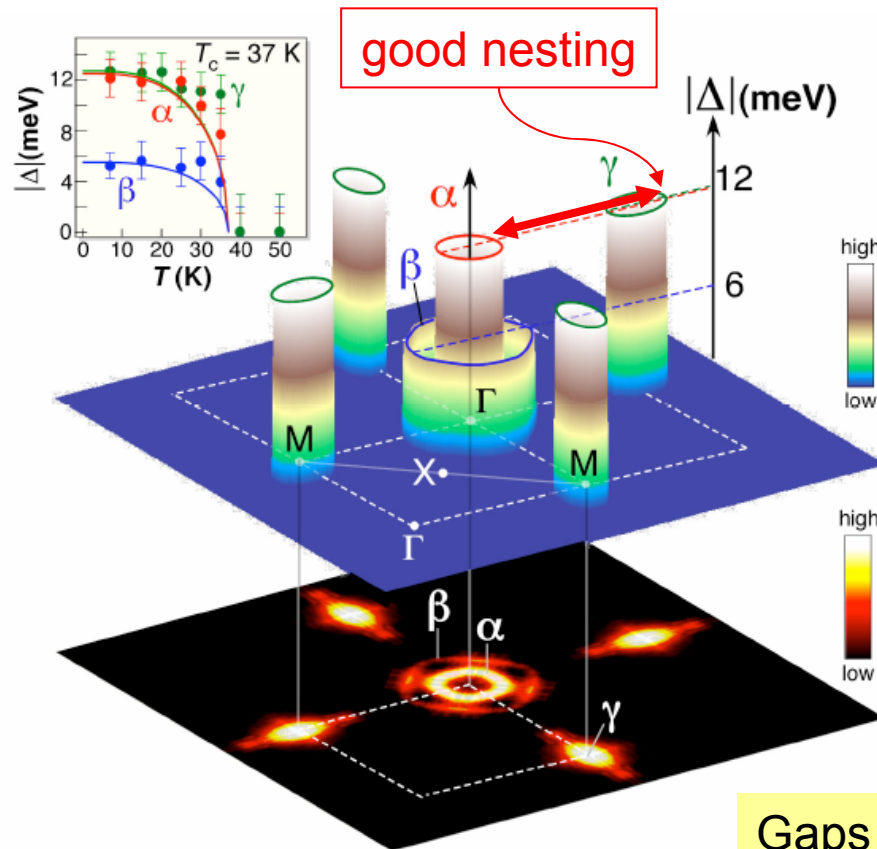 good nesting
T_c = 37 K
|Δ|(meV)
12
8
4
0
γ
α
β
0 10 20 30 40 50
T (K)
|Δ|(meV)
12
6
γ
α
β
high
low
Γ
M
M
X
Γ
high
low
β
α
γ
Gaps